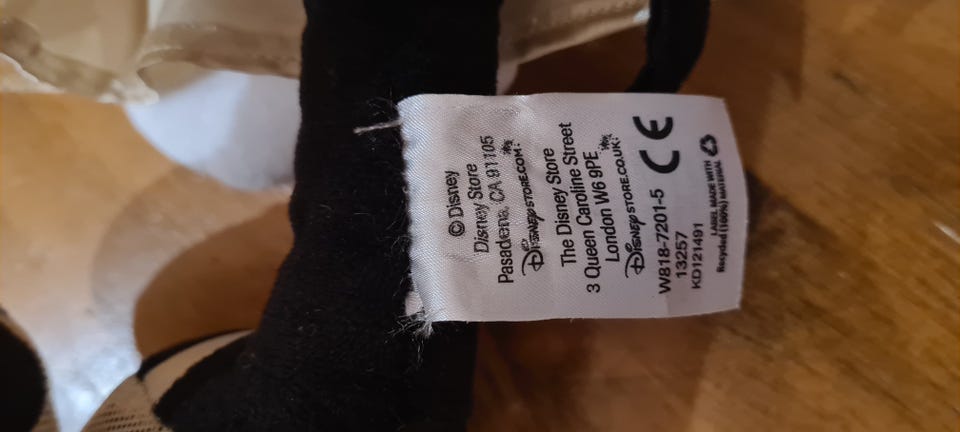 © Disney
Disney Store
Pasadena, CA 91105
DISNEYSTORE.COM
The Disney Store
3 Queen Caroline Street
London W6 9PE
DISNEYSTORE.CO.UK
W818-7201-5
13257
KD121491
CE
LABEL MADE WITH
Recycled (100%) MATERIAL